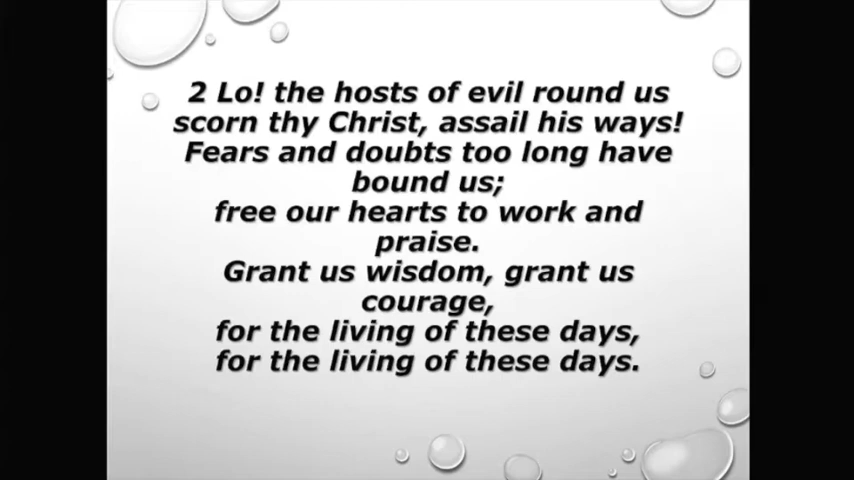 2 Lo! the hosts of evil round us
scorn thy Christ, assail his ways!
Fears and doubts too long have
bound us;
free our hearts to work and
praise.
Grant us wisdom, grant us
courage,
for the living of these days,
for the living of these days.